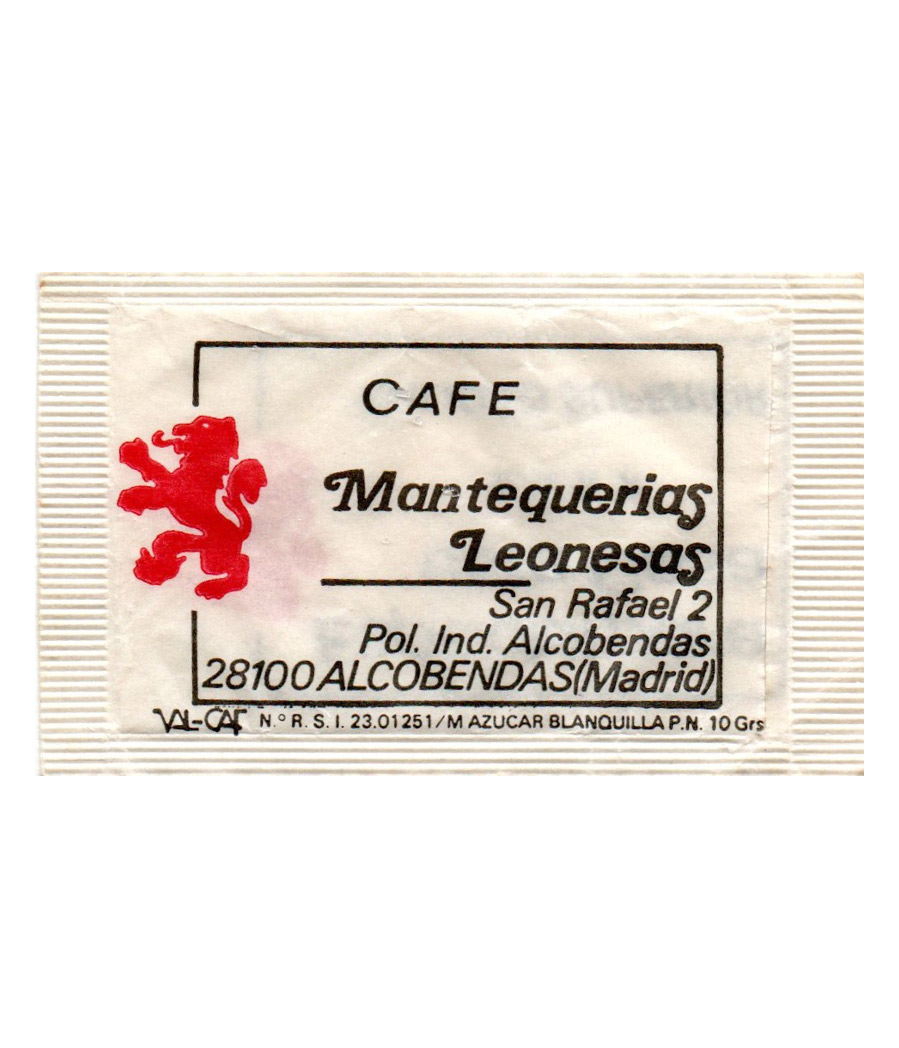 CAFE
Mantequerias
Leonesas
San Rafael 2
Pol. Ind. Alcobendas
28100 ALCOBENDAS (Madrid)
VAL-CAF N.º R.S.I. 23.01251/M AZUCAR BLANQUILLA P.N. 10 Grs